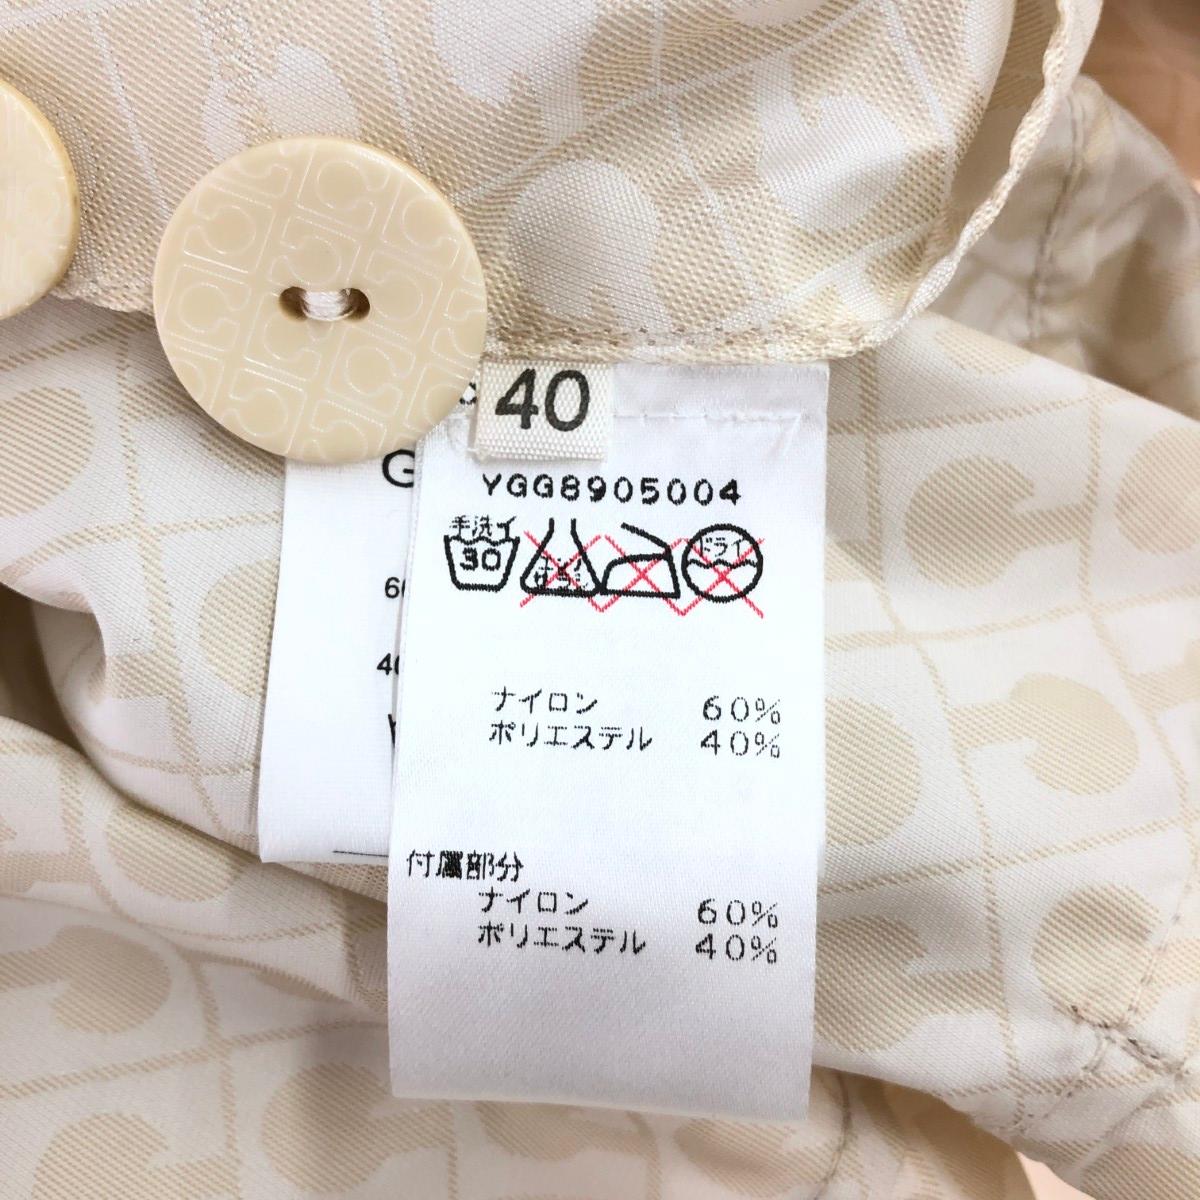 40
YGG8905004
手洗イ
30
ドライ
ナイロン 60%
ポリエステル 40%
付属部分
ナイロン 60%
ポリエステル 40%
G